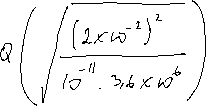 Q ( √ (2×10⁻²)² / 10⁻¹¹ . 3,6×10⁶ )